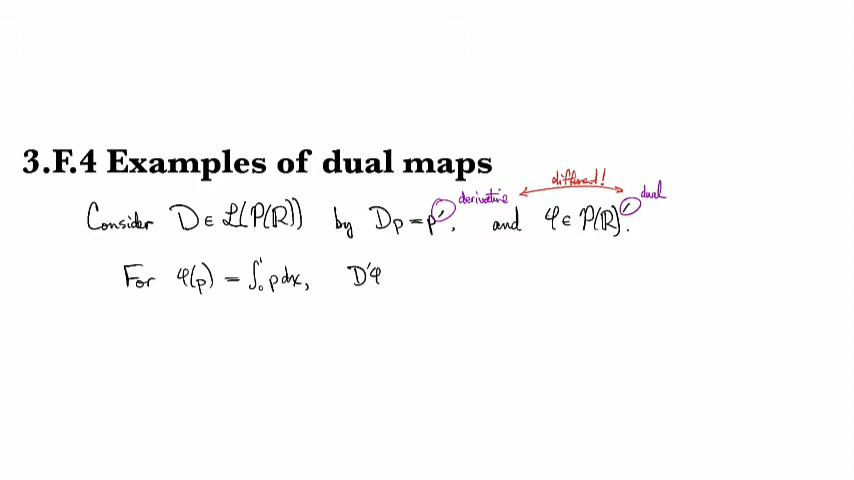 3.F.4 Examples of dual maps
different!
derivative dual
Consider D ∈ ℒ(P(ℝ)) by Dp = p', and φ ∈ P(ℝ)'.
For φ(p) = ∫₀¹ p dx, D'φ